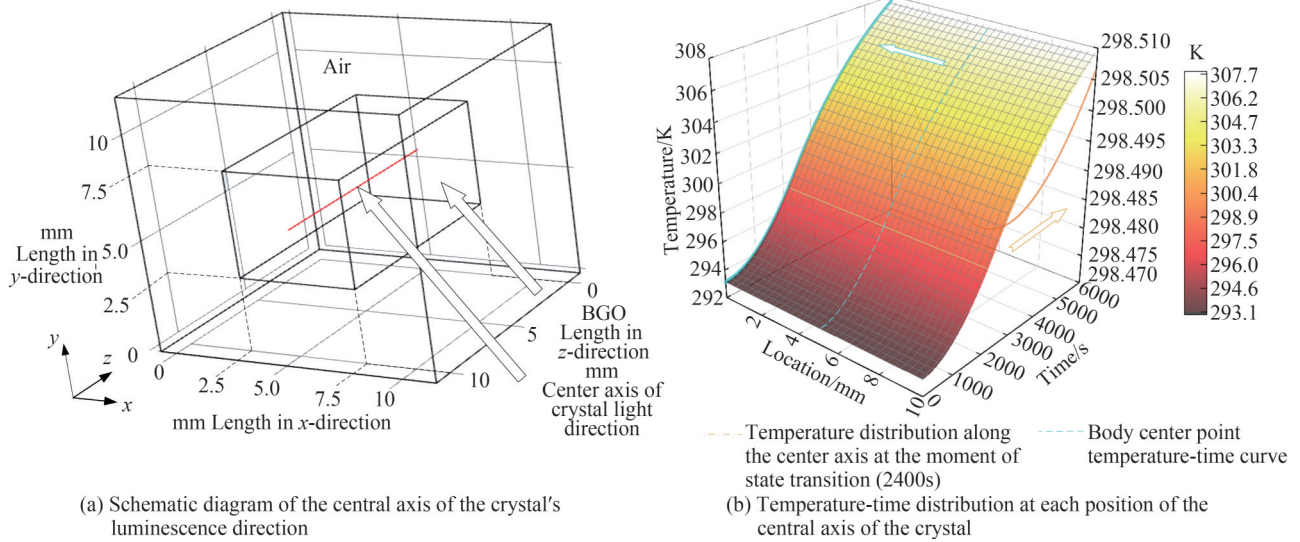 Air
10
7.5
mm
Length in
y-direction
5.0
2.5
0
y
z
x
0
2.5
5.0
7.5
10
mm Length in x-direction
0
5
10
BGO
Length in
z-direction
mm
Center axis of
crystal light
direction
(a) Schematic diagram of the central axis of the crystal's
luminescence direction
308
306
304
302
300
298
296
294
292
Temperature/K
2
4
6
8
10
Location/mm
0
1000
2000
3000
4000
5000
6000
Time/s
298.510
298.505
298.500
298.495
298.490
298.485
298.480
298.475
298.470
K
307.7
306.2
304.7
303.3
301.8
300.4
298.9
297.5
296.0
294.6
293.1
Temperature distribution along
the center axis at the moment of
state transition (2400s)
Body center point
temperature-time curve
(b) Temperature-time distribution at each position of the
central axis of the crystal